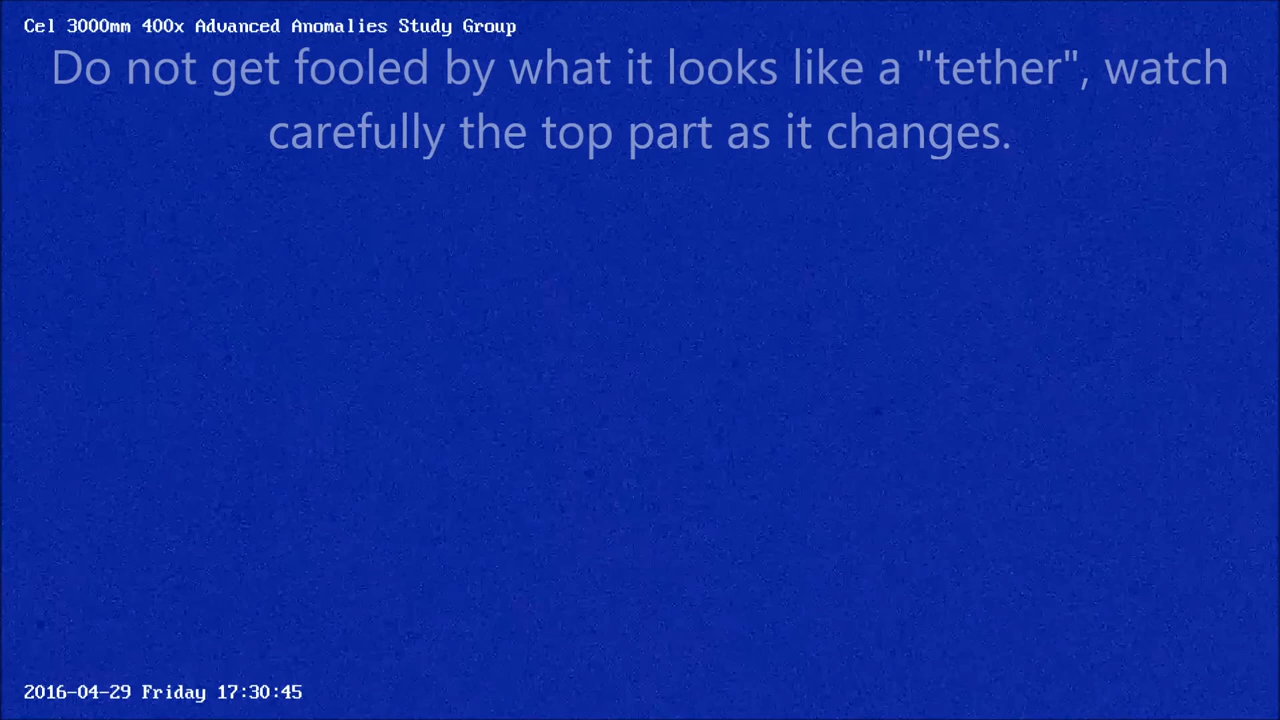 Cel 3000mm 400x Advanced Anomalies Study Group
Do not get fooled by what it looks like a "tether", watch
carefully the top part as it changes.
2016-04-29 Friday 17:30:45